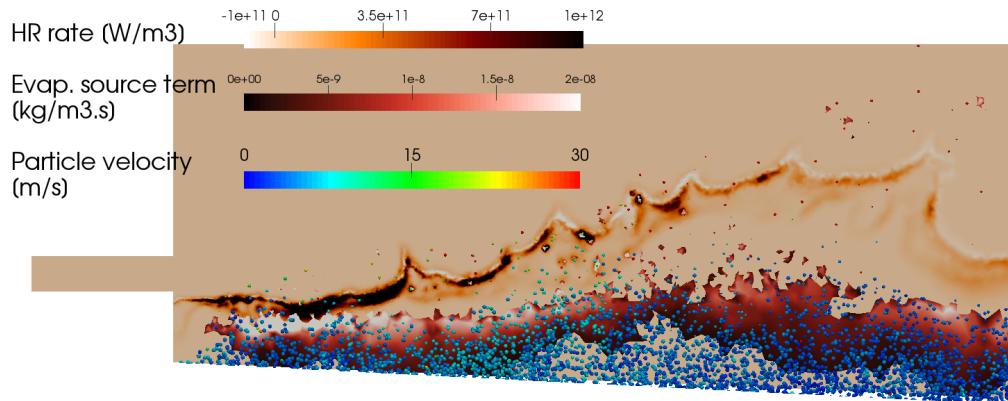 HR rate (W/m3)
-1e+11 0 3.5e+11 7e+11 1e+12
Evap. source term
(kg/m3.s)
0e+00 5e-9 1e-8 1.5e-8 2e-08
Particle velocity
(m/s)
0 15 30